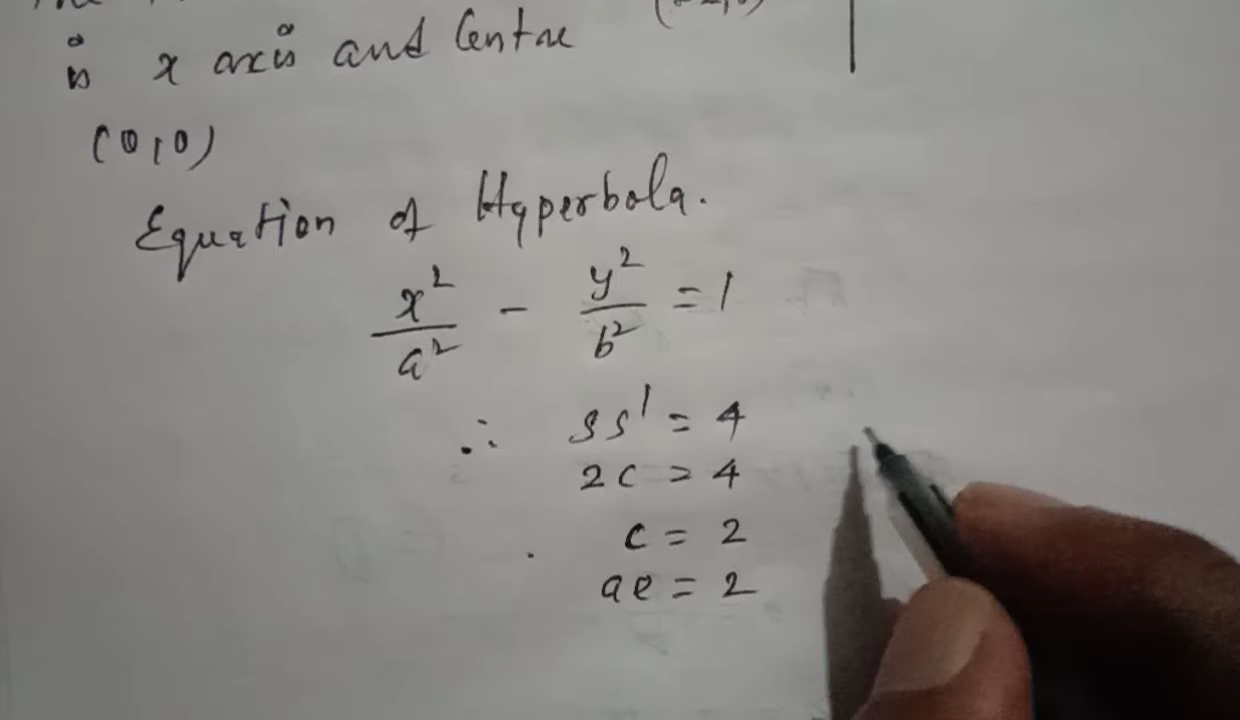 is x axis and Centre
(0,0)
Equation of Hyperbola.
x²/a² - y²/b² = 1
∴ SS' = 4
2c = 4
c = 2
ae = 2